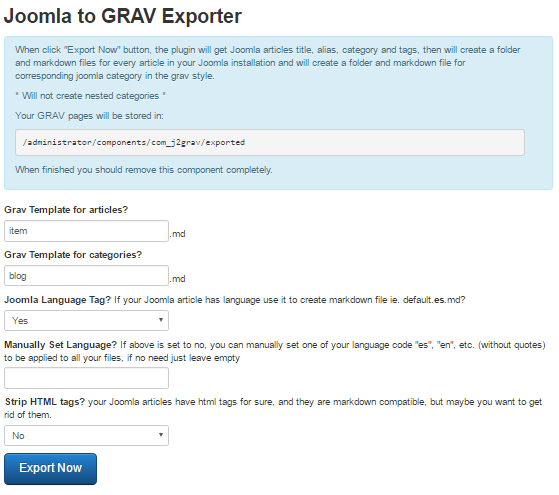 Joomla to GRAV Exporter
When click "Export Now" button, the plugin will get Joomla articles title, alias, category and tags, then will create a folder
and markdown files for every article in your Joomla installation and will create a folder and markdown file for
corresponding joomla category in the grav style.
* Will not create nested categories *
Your GRAV pages will be stored in:
/administrator/components/com_j2grav/exported
When finished you should remove this component completely.
Grav Template for articles?
item .md
Grav Template for categories?
blog .md
Joomla Language Tag? If your Joomla article has language use it to create markdown file ie. default.es.md?
Yes
Manually Set Language? If above is set to no, you can manually set one of your language code "es", "en", etc. (without quotes)
to be applied to all your files, if no need just leave empty
Strip HTML tags? your Joomla articles have html tags for sure, and they are markdown compatible, but maybe you want to get
rid of them.
No
Export Now